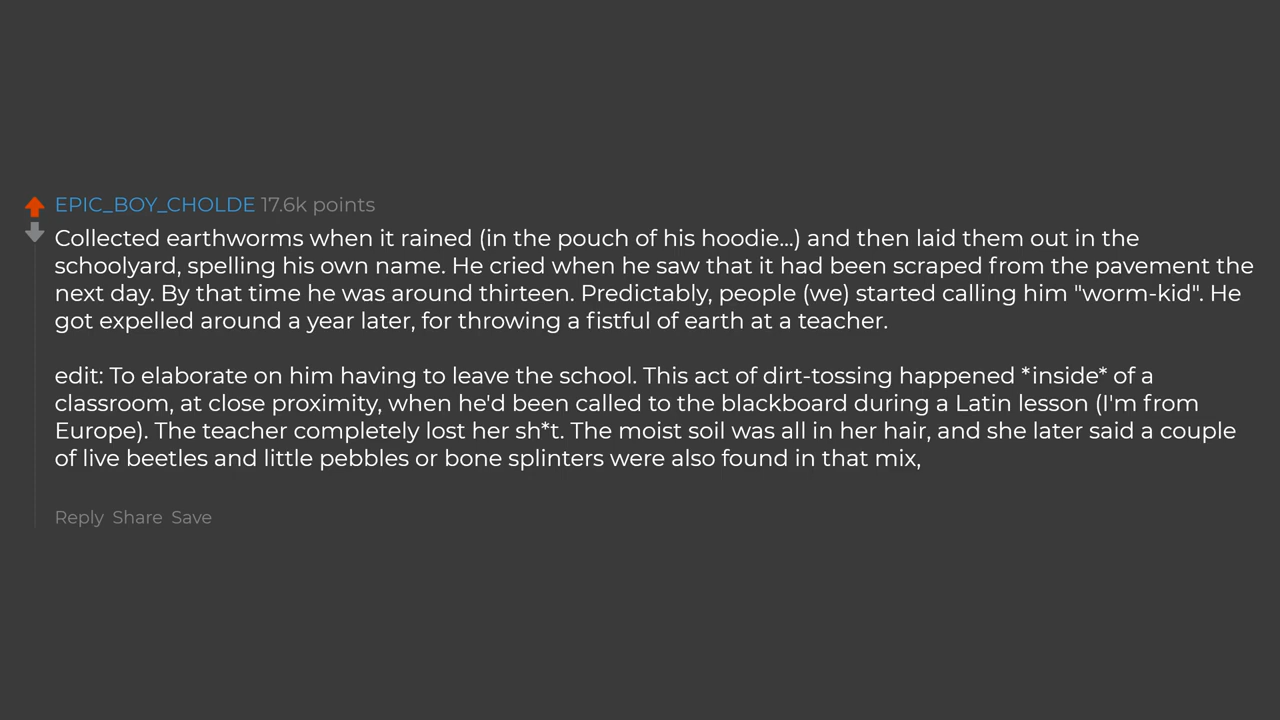 EPIC_BOY_CHOLDE 17.6k points
Collected earthworms when it rained (in the pouch of his hoodie...) and then laid them out in the
schoolyard, spelling his own name. He cried when he saw that it had been scraped from the pavement the
next day. By that time he was around thirteen. Predictably, people (we) started calling him "worm-kid". He
got expelled around a year later, for throwing a fistful of earth at a teacher.
edit: To elaborate on him having to leave the school. This act of dirt-tossing happened *inside* of a
classroom, at close proximity, when he'd been called to the blackboard during a Latin lesson (I'm from
Europe). The teacher completely lost her sh*t. The moist soil was all in her hair, and she later said a couple
of live beetles and little pebbles or bone splinters were also found in that mix,
Reply Share Save